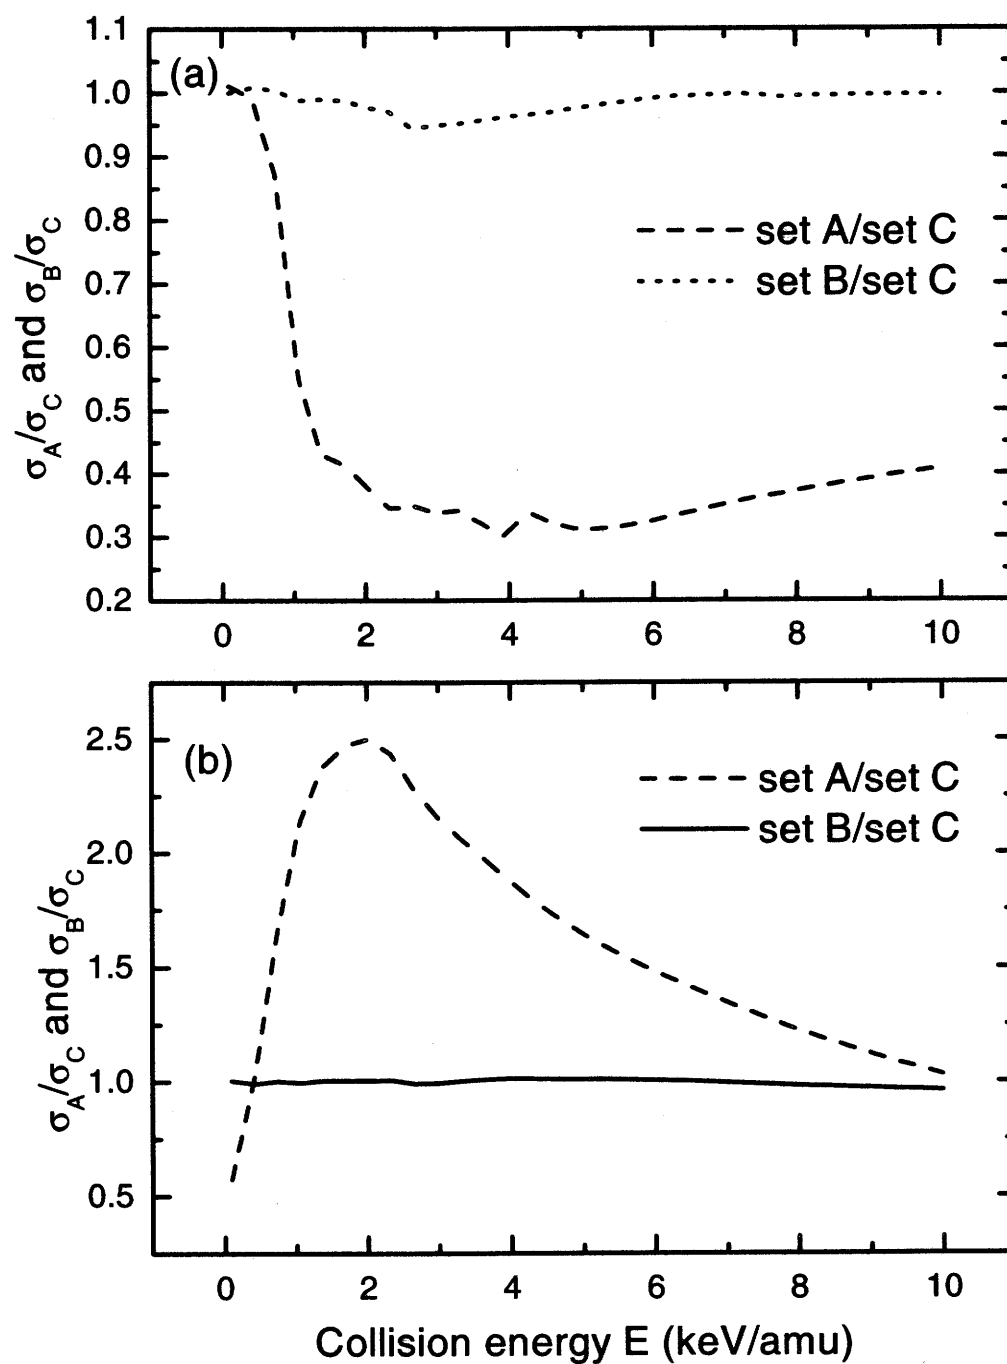 1.1
(a)
1.0
0.9
0.8
set A/set C
0.7
set B/set C
0.6
0.5
0.4
0.3
0.2
σA/σC and σB/σC
0 2 4 6 8 10
2.5
(b)
set A/set C
set B/set C
2.0
1.5
1.0
0.5
σA/σC and σB/σC
0 2 4 6 8 10
Collision energy E (keV/amu)